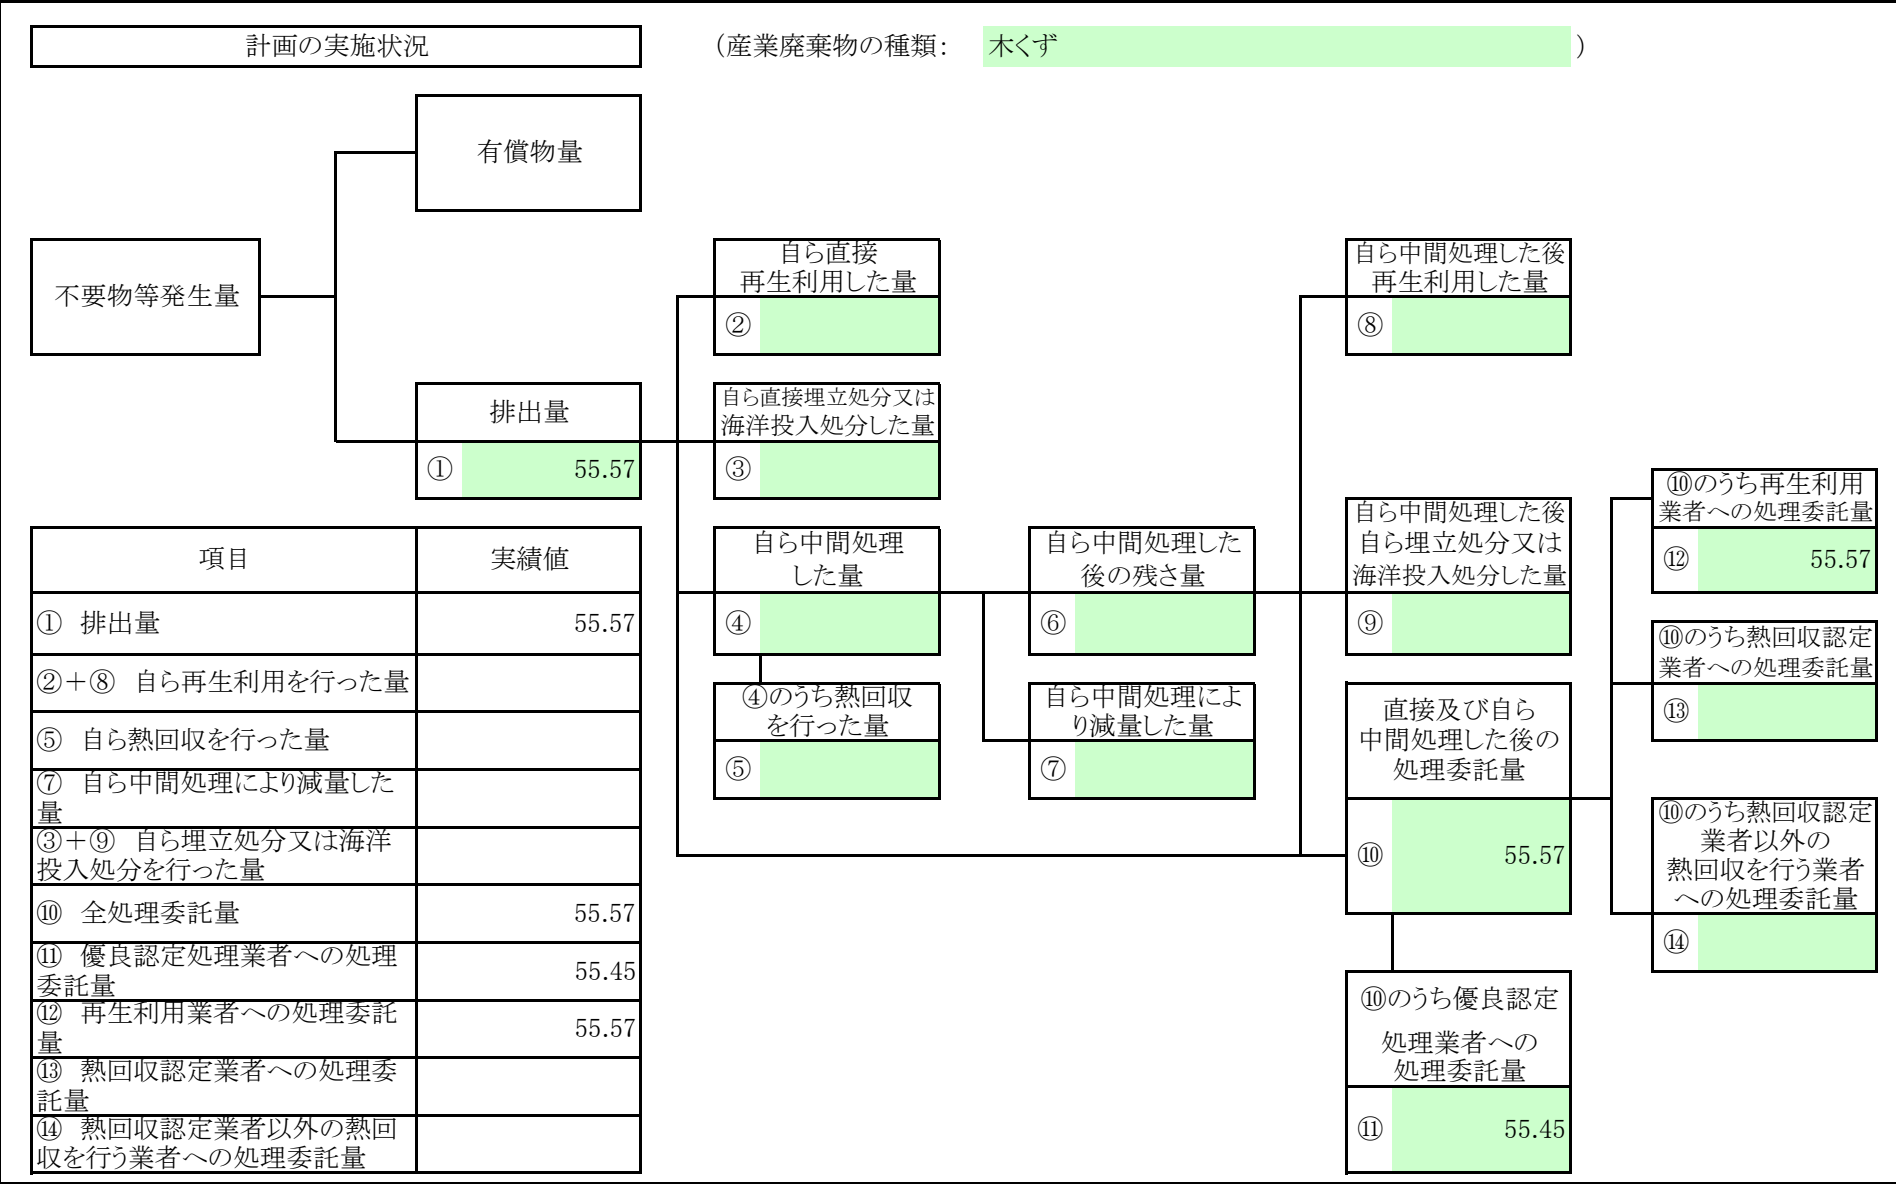 計画の実施状況
（産業廃棄物の種類： 木くず ）
有償物量
不要物等発生量
排出量
① 55.57
自ら直接
再生利用した量
②
自ら直接埋立処分又は
海洋投入処分した量
③
自ら中間処理
した量
④
④のうち熱回収
を行った量
⑤
自ら中間処理した
後の残さ量
⑥
自ら中間処理によ
り減量した量
⑦
自ら中間処理した後
再生利用した量
⑧
自ら中間処理した後
自ら埋立処分又は
海洋投入処分した量
⑨
直接及び自ら
中間処理した後の
処理委託量
⑩ 55.57
⑩のうち優良認定
処理業者への
処理委託量
⑪ 55.45
⑩のうち再生利用
業者への処理委託量
⑫ 55.57
⑩のうち熱回収認定
業者への処理委託量
⑬
⑩のうち熱回収認定
業者以外の
熱回収を行う業者
への処理委託量
⑭
項目 実績値
① 排出量 55.57
②＋⑧ 自ら再生利用を行った量
⑤ 自ら熱回収を行った量
⑦ 自ら中間処理により減量した
量
③＋⑨ 自ら埋立処分又は海洋
投入処分を行った量
⑩ 全処理委託量 55.57
⑪ 優良認定処理業者への処理
委託量 55.45
⑫ 再生利用業者への処理委託
量 55.57
⑬ 熱回収認定業者への処理委
託量
⑭ 熱回収認定業者以外の熱回
収を行う業者への処理委託量